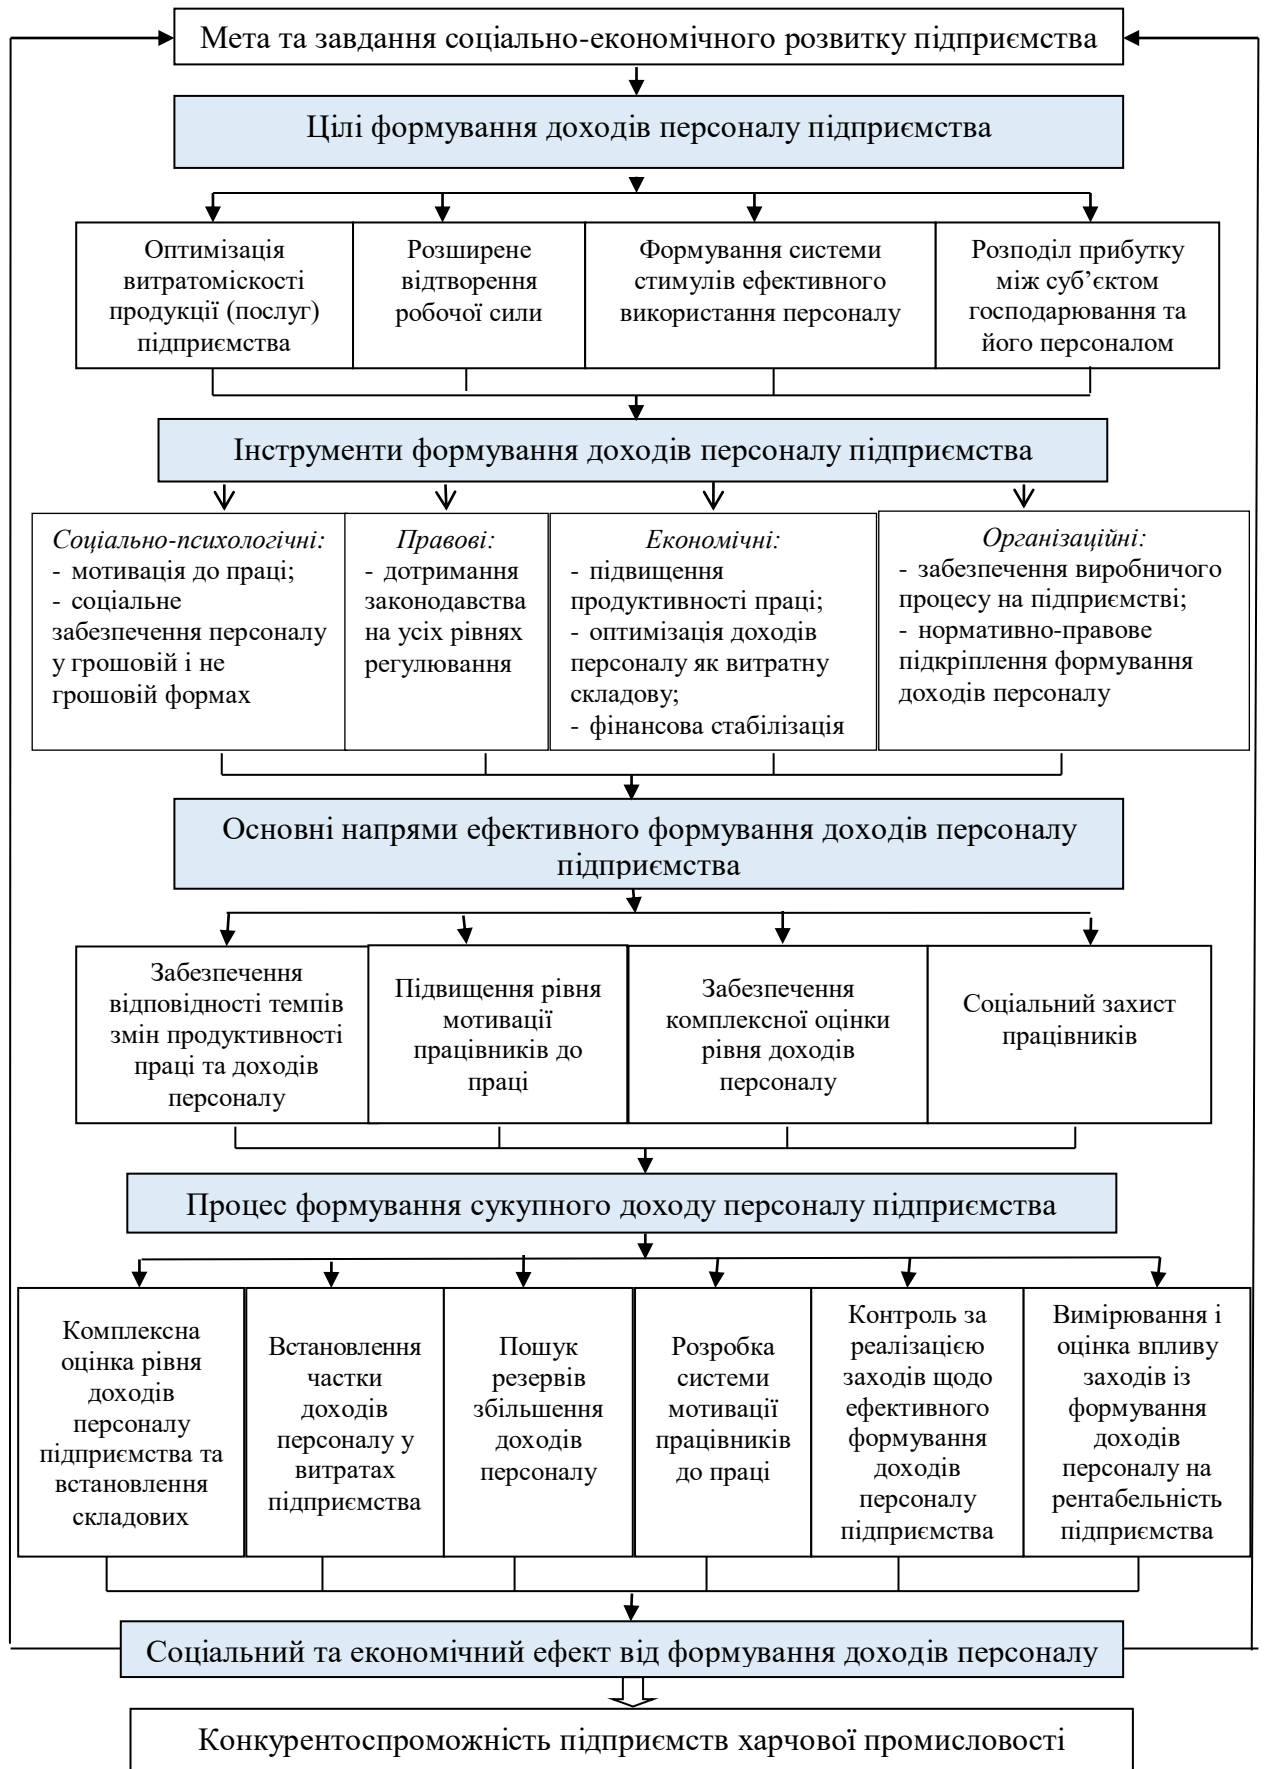 Мета та завдання соціально-економічного розвитку підприємства
Цілі формування доходів персоналу підприємства
Оптимізація
витратоміскості
продукції (послуг)
підприємства
Розширене
відтворення
робочої сили
Формування системи
стимулів ефективного
використання персоналу
Розподіл прибутку
між суб’єктом
господарювання та
його персоналом
Інструменти формування доходів персоналу підприємства
Соціально-психологічні:
- мотивація до праці;
- соціальне
забезпечення персоналу
у грошовій і не
грошовій формах
Правові:
- дотримання
законодавства
на усіх рівнях
регулювання
Економічні:
- підвищення
продуктивності праці;
- оптимізація доходів
персоналу як витратну
складову;
- фінансова стабілізація
Організаційні:
- забезпечення виробничого
процесу на підприємстві;
- нормативно-правове
підкріплення формування
доходів персоналу
Основні напрями ефективного формування доходів персоналу
підприємства
Забезпечення
відповідності темпів
змін продуктивності
праці та доходів
персоналу
Підвищення рівня
мотивації
працівників до
праці
Забезпечення
комплексної оцінки
рівня доходів
персоналу
Соціальний захист
працівників
Процес формування сукупного доходу персоналу підприємства
Комплексна
оцінка рівня
доходів
персоналу
підприємства та
встановлення
складових
Встановлення
частки
доходів
персоналу у
витратах
підприємства
Пошук
резервів
збільшення
доходів
персоналу
Розробка
системи
мотивації
працівників
до праці
Контроль за
реалізацією
заходів щодо
ефективного
формування
доходів
персоналу
підприємства
Вимірювання і
оцінка впливу
заходів із
формування
доходів
персоналу на
рентабельність
підприємства
Соціальний та економічний ефект від формування доходів персоналу
Конкурентоспроможність підприємств харчової промисловості